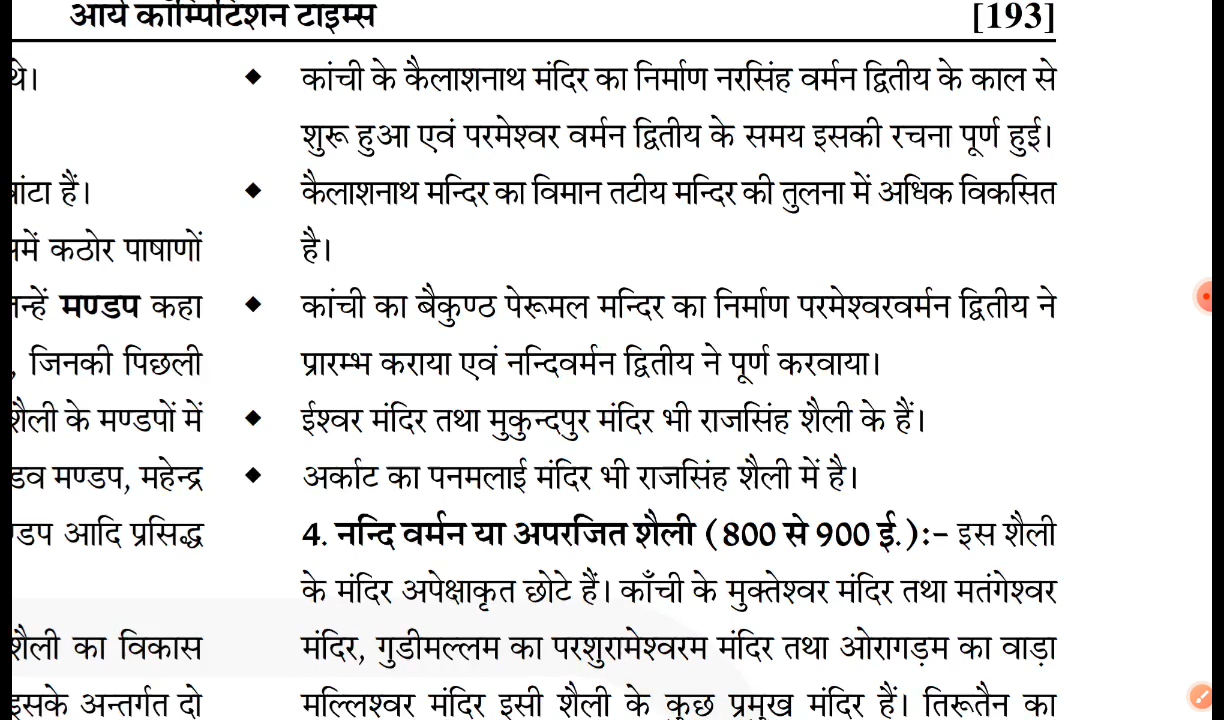 आर्य कॉम्पिटिशन टाइम्स [193]
थे।
हैं।
कठोर पाषाणों
मण्डप कहा
, जिनकी पिछली
शैली के मण्डपों में
मण्डप, महेन्द्र
आदि प्रसिद्ध
शैली का विकास
इसके अन्तर्गत दो
◆ कांची के कैलाशनाथ मंदिर का निर्माण नरसिंह वर्मन द्वितीय के काल से
शुरू हुआ एवं परमेश्वर वर्मन द्वितीय के समय इसकी रचना पूर्ण हुई।
◆ कैलाशनाथ मन्दिर का विमान तटीय मन्दिर की तुलना में अधिक विकसित
है।
◆ कांची का बैकुण्ठ पेरूमल मन्दिर का निर्माण परमेश्वरवर्मन द्वितीय ने
प्रारम्भ कराया एवं नन्दिवर्मन द्वितीय ने पूर्ण करवाया।
◆ ईश्वर मंदिर तथा मुकुन्दपुर मंदिर भी राजसिंह शैली के हैं।
◆ अर्काट का पनमलाई मंदिर भी राजसिंह शैली में है।
4. नन्दि वर्मन या अपरजित शैली (800 से 900 ई.):- इस शैली
के मंदिर अपेक्षाकृत छोटे हैं। काँची के मुक्तेश्वर मंदिर तथा मतंगेश्वर
मंदिर, गुडीमल्लम का परशुरामेश्वरम मंदिर तथा ओरागड़म का वाड़ा
मल्लिश्वर मंदिर इसी शैली के कुछ प्रमुख मंदिर हैं। तिरूतैन का